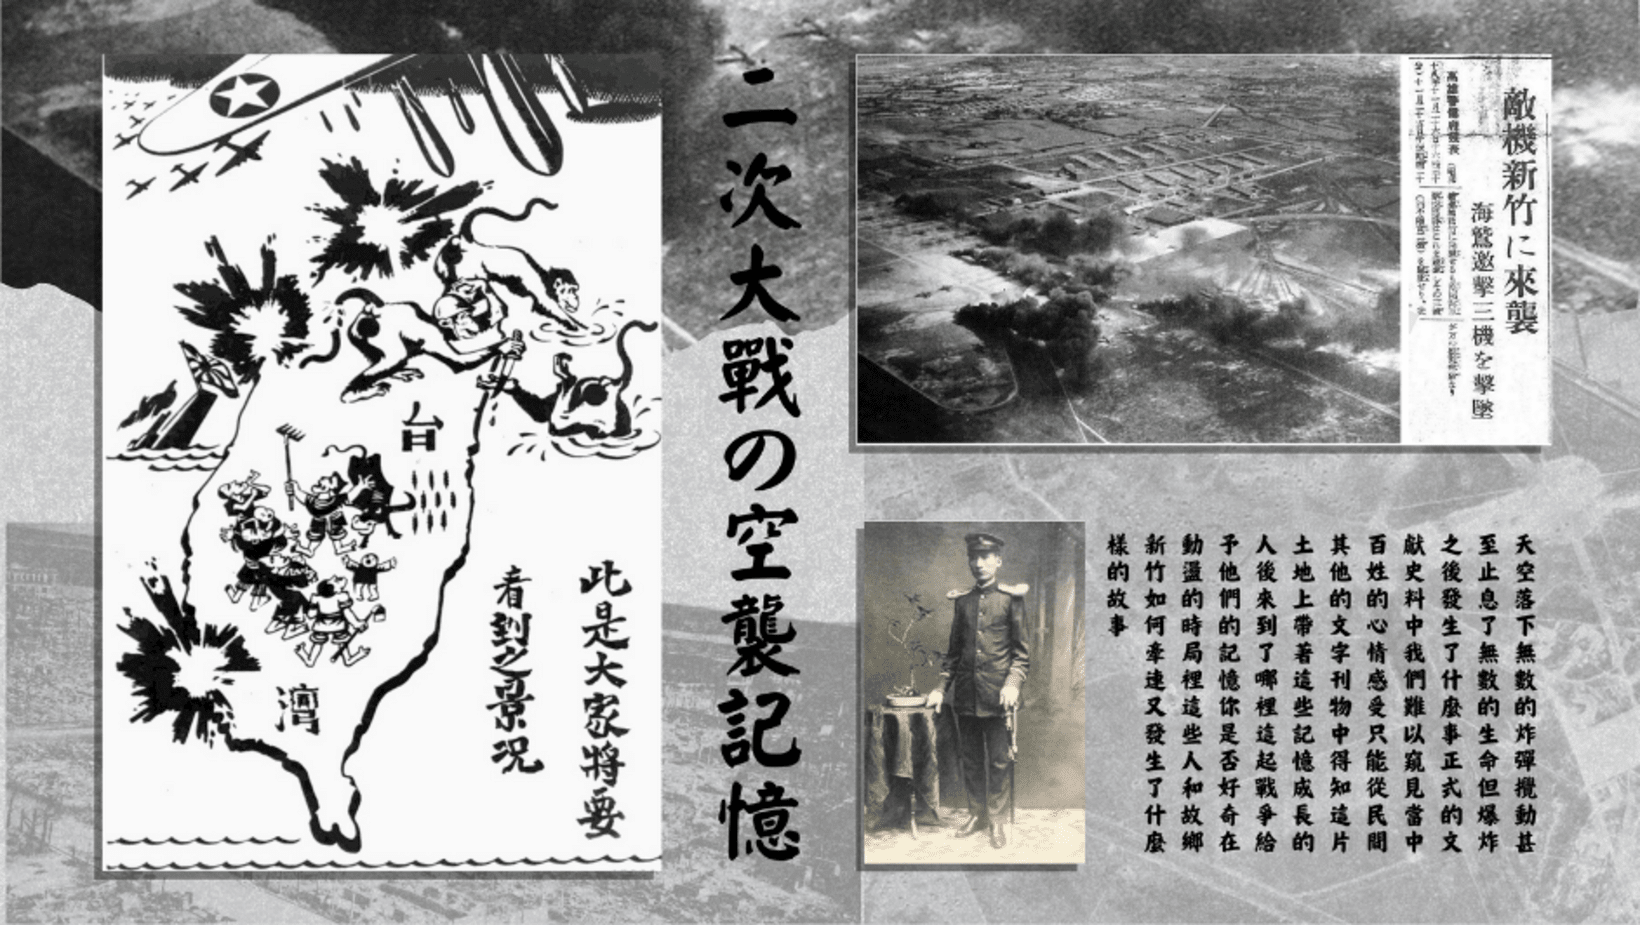 二次大戰の空襲記憶
台
灣
此是大家將要
看到之景況
敵機新竹に來襲
海鷲邀擊三機を擊墜
高雄警備府發表
天空落下無數的炸彈攪動甚
至止息了無數的生命但爆炸
之後發生了什麼事正式的文
獻史料中我們難以窺見當中
百姓的心情感受只能從民間
其他的文字刊物中得知這片
土地上帶著這些記憶成長的
人後來到了哪裡這起戰爭給
予他們的記憶你是否好奇在
動盪的時局裡這些人和故鄉
新竹如何牽連又發生了什麼
樣的故事